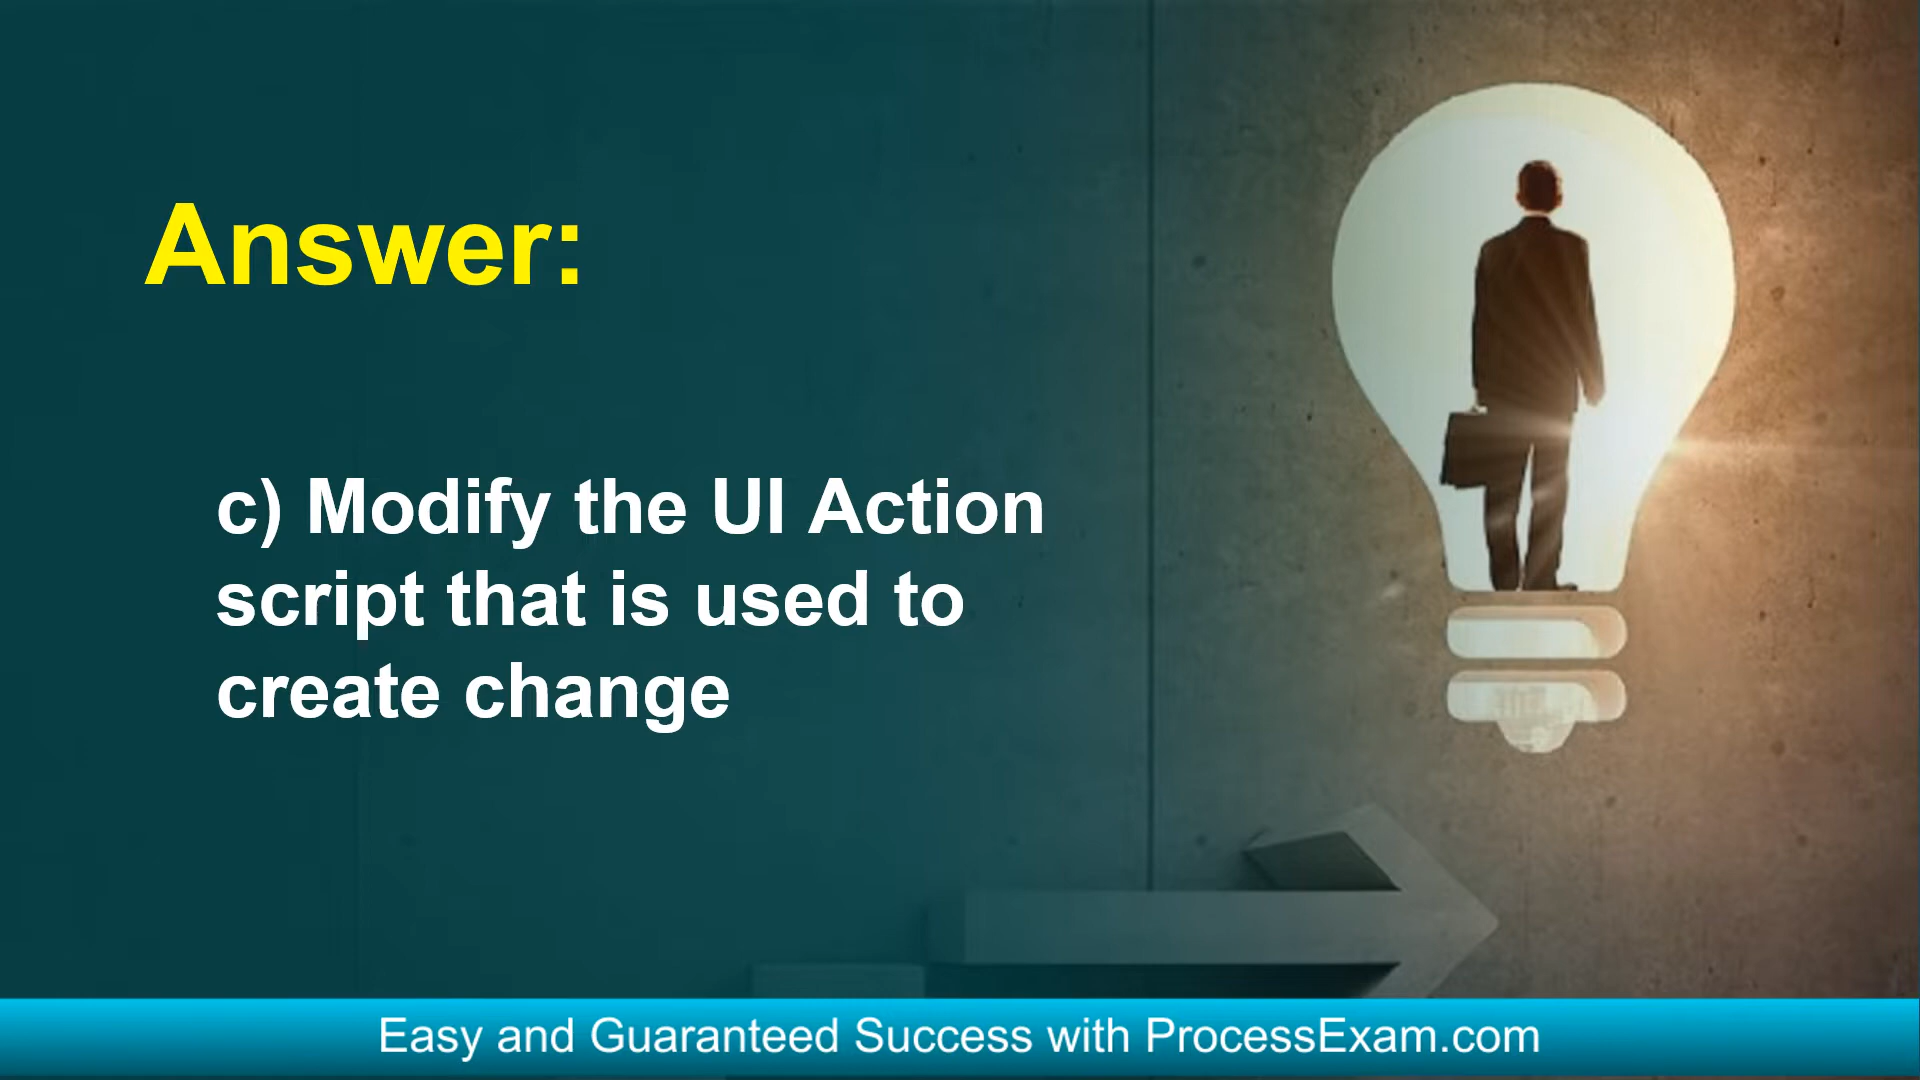 Answer:
c) Modify the UI Action
script that is used to
create change
Easy and Guaranteed Success with ProcessExam.com